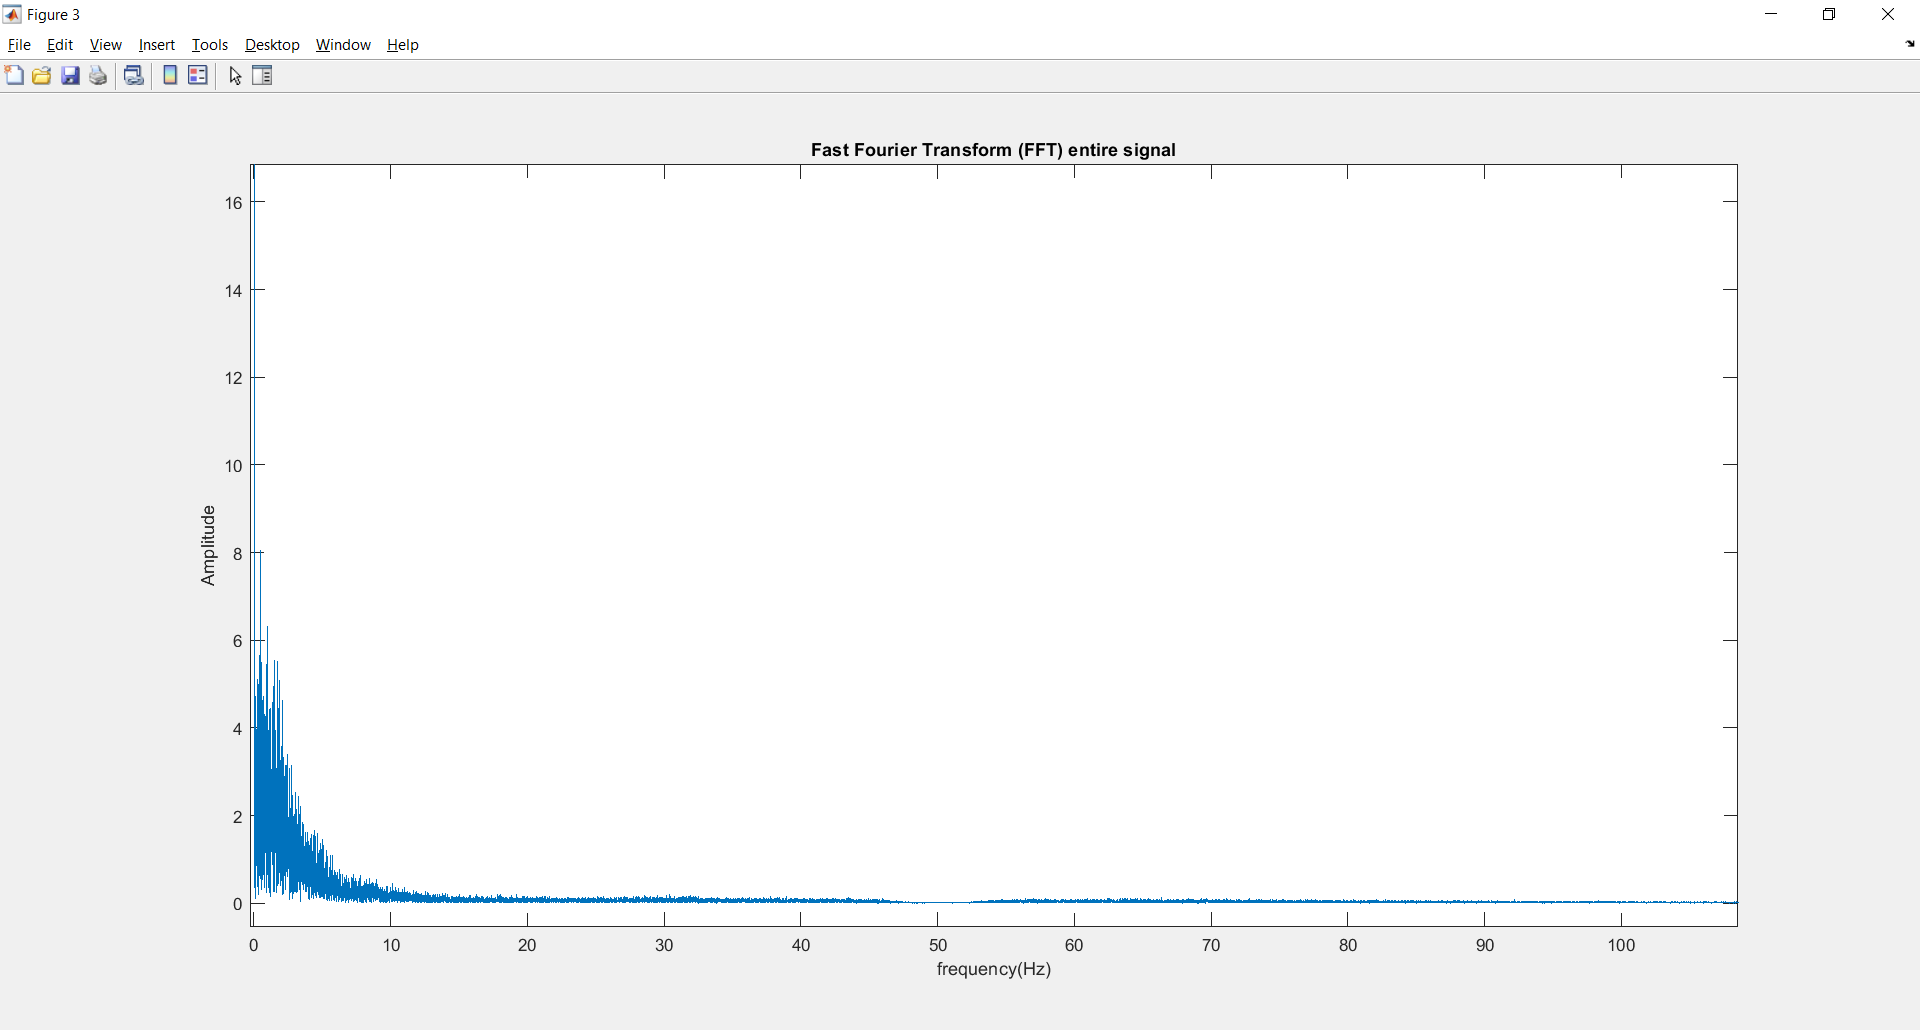 Figure 3
File Edit View Insert Tools Desktop Window Help
Fast Fourier Transform (FFT) entire signal
16
14
12
10
8
6
4
2
0
Amplitude
0 10 20 30 40 50 60 70 80 90 100
frequency(Hz)